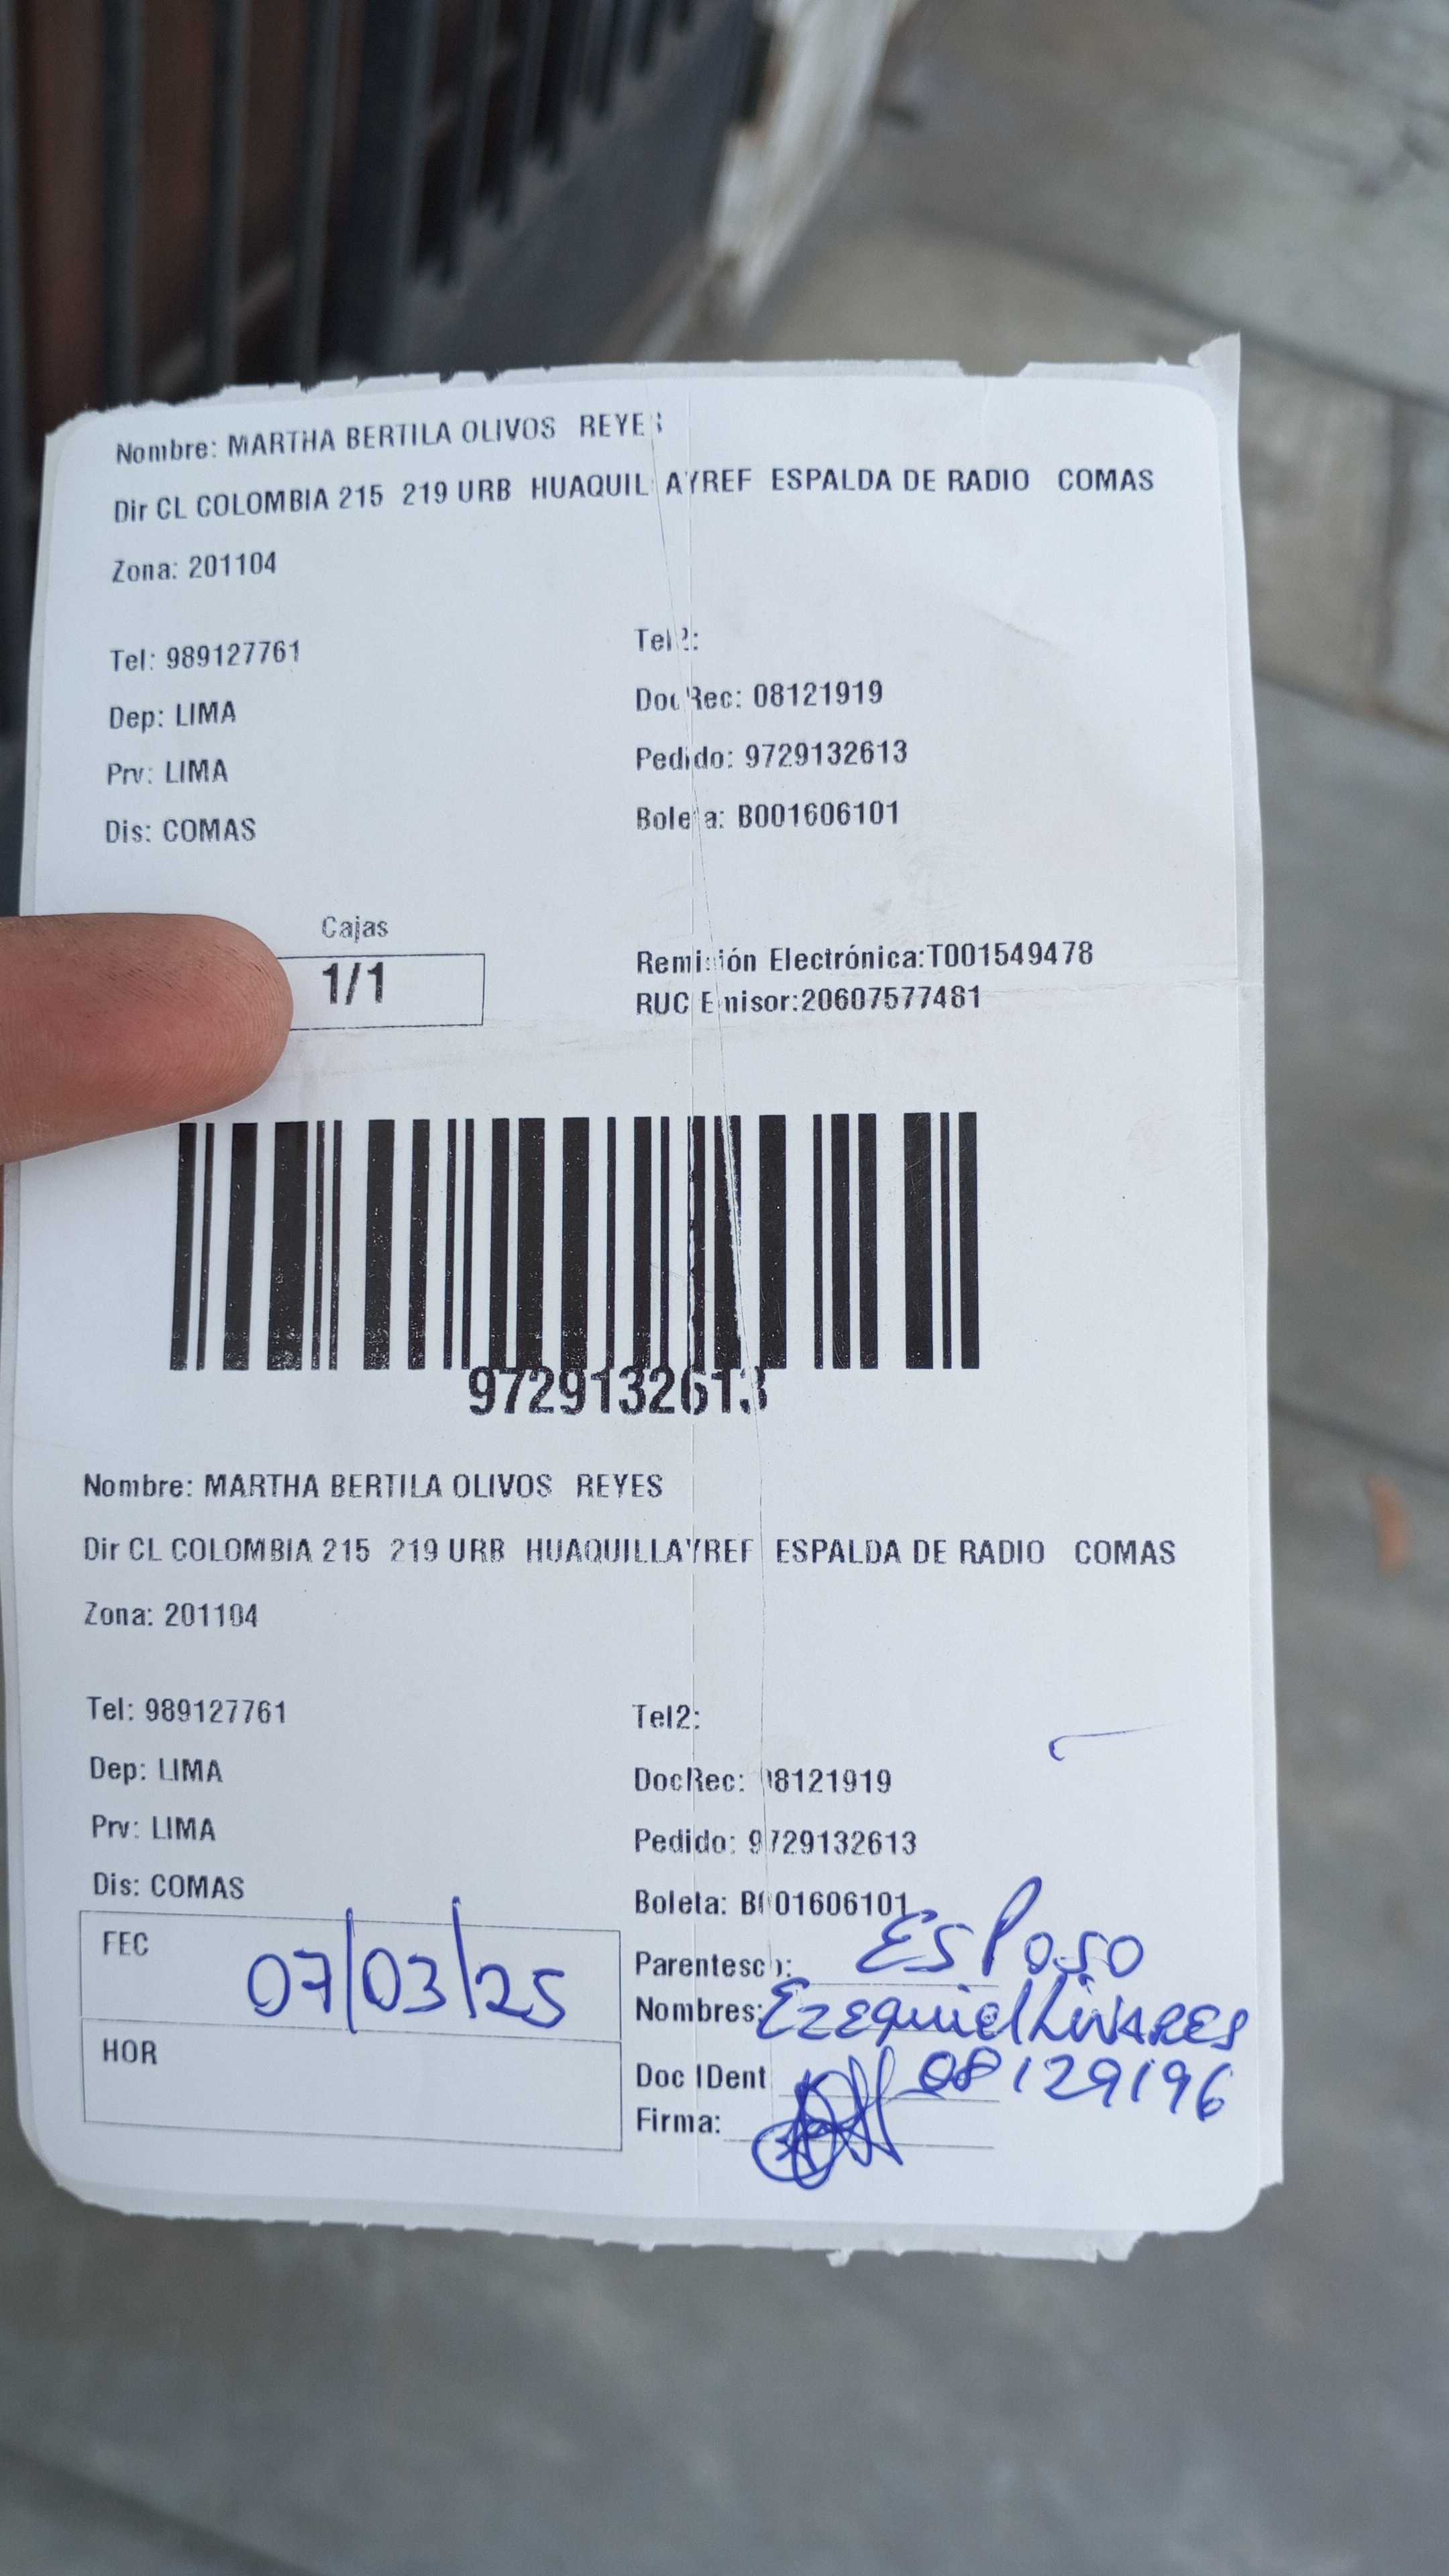 Nombre: MARTHA BERTILA OLIVOS REYES
Dir CL COLOMBIA 215 219 URB HUAQUIL AYREF ESPALDA DE RADIO COMAS
Zona: 201104
Tel: 989127761 Tel2:
Dep: LIMA DocRec: 08121919
Prv: LIMA Pedido: 9729132613
Dis: COMAS Boleta: B001606101
Cajas
1/1
Remisión Electrónica:T001549478
RUC Emisor:20607577481
9729132613
Nombre: MARTHA BERTILA OLIVOS REYES
Dir CL COLOMBIA 215 219 URB HUAQUILLAYREF ESPALDA DE RADIO COMAS
Zona: 201104
Tel: 989127761 Tel2:
Dep: LIMA DocRec: 08121919
Prv: LIMA Pedido: 9729132613
Dis: COMAS Boleta: B001606101
FEC 07/03/25
HOR
Parentesco: Esposo
Nombres: Ezequiel LiNARES
Doc IDent 08129196
Firma: